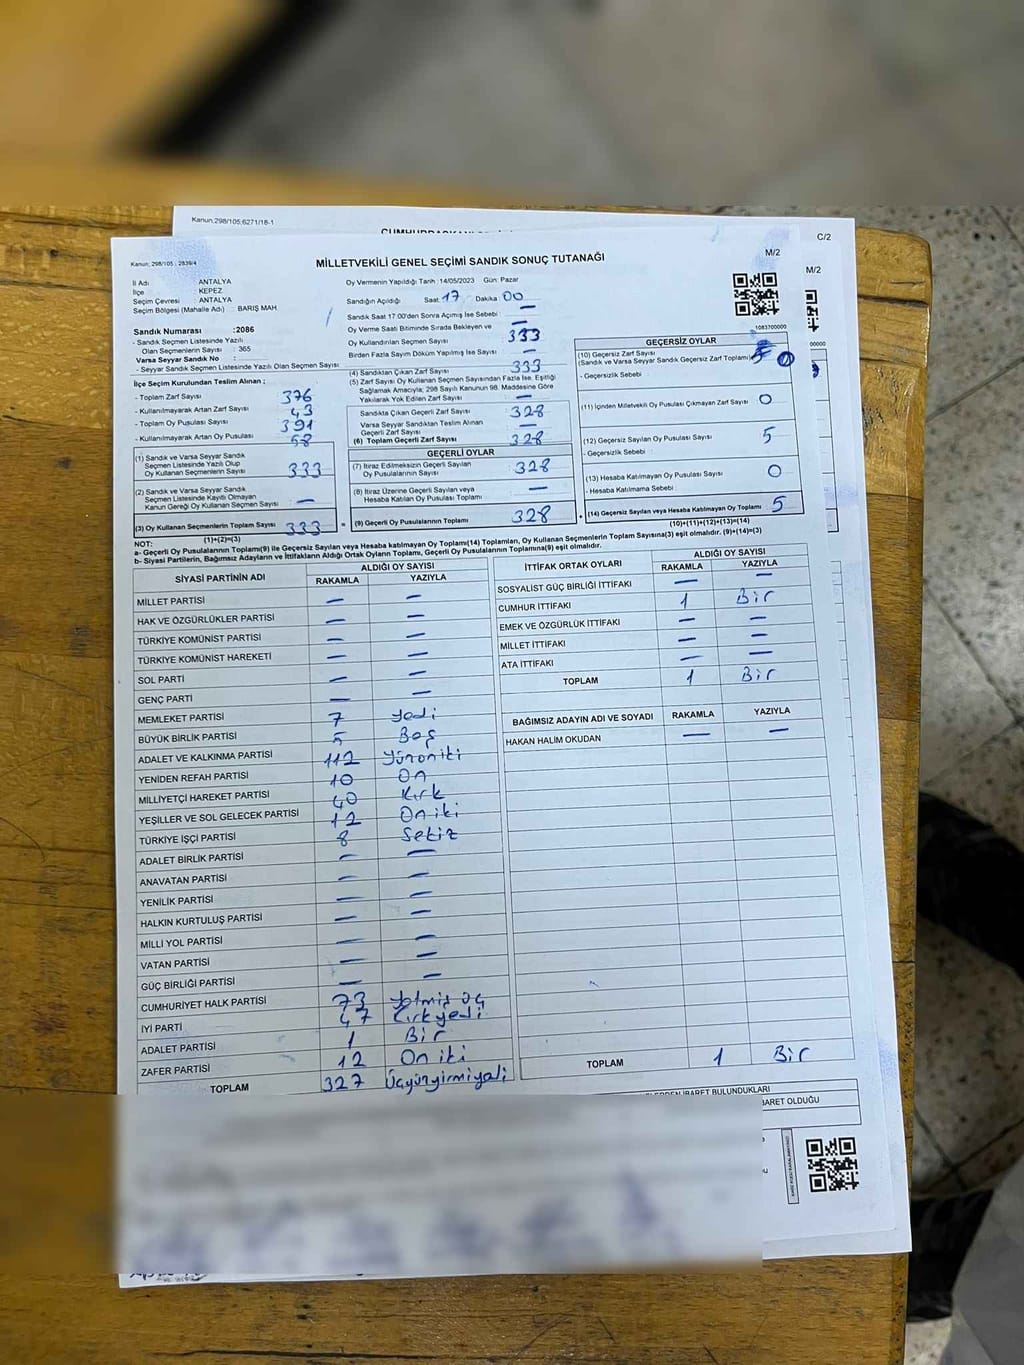 Kanun;298/105;6271/18-1
C/2
M/2
Kanun; 298/105 ; 2839/4
M/2
MİLLETVEKİLİ GENEL SEÇİMİ SANDIK SONUÇ TUTANAĞI
İl Adı : ANTALYA
İlçe : KEPEZ
Seçim Çevresi : ANTALYA
Seçim Bölgesi (Mahalle Adı) : BARIŞ MAH
Sandık Numarası :2086
- Sandık Seçmen Listesinde Yazılı
Olan Seçmenlerin Sayısı : 365
Varsa Seyyar Sandık No :
- Seyyar Sandık Seçmen Listesinde Yazılı Olan Seçmen Sayısı
İlçe Seçim Kurulundan Teslim Alınan ;
- Toplam Zarf Sayısı 376
- Kullanılmayarak Artan Zarf Sayısı 43
- Toplam Oy Pusulası Sayısı 391
- Kullanılmayarak Artan Oy Pusulası 58
(1) Sandık ve Varsa Seyyar Sandık
Seçmen Listesinde Yazılı Olup
Oy Kullanan Seçmenlerin Sayısı 333
(2) Sandık ve Varsa Seyyar Sandık
Seçmen Listesinde Kayıtlı Olmayan
Kanun Gereği Oy Kullanan Seçmen Sayısı —
(3) Oy Kullanan Seçmenlerin Toplam Sayısı 333
(1)+(2)=(3)
Oy Vermenin Yapıldığı Tarih :14/05/2023 Gün: Pazar
Sandığın Açıldığı Saat: 17 Dakika: 00
Sandık Saat 17:00'den Sonra Açımış İse Sebebi : —
Oy Verme Saati Bitiminde Sırada Bekleyen ve
Oy Kullandırılan Seçmen Sayısı 333
Birden Fazla Sayım Döküm Yapılmış İse Sayısı —
(4) Sandıktan Çıkan Zarf Sayısı 333
(5) Zarf Sayısı Oy Kullanan Seçmen Sayısından Fazla İse, Eşitliği
Sağlamak Amacıyla; 298 Sayılı Kanunun 98. Maddesine Göre
Yakılarak Yok Edilen Zarf Sayısı —
Sandıkta Çıkan Geçerli Zarf Sayısı 328
Varsa Seyyar Sandıktan Teslim Alınan
Geçerli Zarf Sayısı —
(6) Toplam Geçerli Zarf Sayısı 328
GEÇERLİ OYLAR
(7) İtiraz Edilmeksizin Geçerli Sayılan
Oy Pusulalarının Sayısı 328
(8) İtiraz Üzerine Geçerli Sayılan veya
Hesaba Katılan Oy Pusulası Toplamı —
= (9) Geçerli Oy Pusulalarının Toplamı 328
1083700000
GEÇERSİZ OYLAR
(10) Geçersiz Zarf Sayısı
(Sandık ve Varsa Seyyar Sandık Geçersiz Zarf Toplamı) 0
- Geçersizlik Sebebi
(11) İçinden Milletvekili Oy Pusulası Çıkmayan Zarf Sayısı 0
(12) Geçersiz Sayılan Oy Pusulası Sayısı 5
- Geçersizlik Sebebi
(13) Hesaba Katılmayan Oy Pusulası Sayısı 0
- Hesaba Katılmama Sebebi
(14) Geçersiz Sayılan veya Hesaba Katılmayan Oy Toplamı 5
(10)+(11)+(12)+(13)=(14)
NOT:
a- Geçerli Oy Pusulalarının Toplamı(9) ile Geçersiz Sayılan veya Hesaba katılmayan Oy Toplamı(14) Toplamları, Oy Kullanan Seçmenlerin Toplam Sayısına(3) eşit olmalıdır. (9)+(14)=(3)
b- Siyasi Partilerin, Bağımsız Adayların ve İttifakların Aldığı Ortak Oyların Toplamı, Geçerli Oy Pusulalarının Toplamına(9) eşit olmalıdır.
SİYASİ PARTİNİN ADI ALDIĞI OY SAYISI
RAKAMLA YAZIYLA
MİLLET PARTİSİ — —
HAK VE ÖZGÜRLÜKLER PARTİSİ — —
TÜRKİYE KOMÜNİST PARTİSİ — —
TÜRKİYE KOMÜNİST HAREKETİ — —
SOL PARTİ — —
GENÇ PARTİ — —
MEMLEKET PARTİSİ 7 Yedi
BÜYÜK BİRLİK PARTİSİ 5 Beş
ADALET VE KALKINMA PARTİSİ 112 Yüzoniki
YENİDEN REFAH PARTİSİ 10 On
MİLLİYETÇİ HAREKET PARTİSİ 40 Kırk
YEŞİLLER VE SOL GELECEK PARTİSİ 12 Oniki
TÜRKİYE İŞÇİ PARTİSİ 8 Sekiz
ADALET BİRLİK PARTİSİ — —
ANAVATAN PARTİSİ — —
YENİLİK PARTİSİ — —
HALKIN KURTULUŞ PARTİSİ — —
MİLLİ YOL PARTİSİ — —
VATAN PARTİSİ — —
GÜÇ BİRLİĞİ PARTİSİ — —
CUMHURİYET HALK PARTİSİ 73 Yetmiş üç
İYİ PARTİ 47 Kırkyedi
ADALET PARTİSİ 1 Bir
ZAFER PARTİSİ 12 On iki
TOPLAM 327 Üçyüzyirmiyedi
İTTİFAK ORTAK OYLARI ALDIĞI OY SAYISI
RAKAMLA YAZIYLA
SOSYALİST GÜÇ BİRLİĞİ İTTİFAKI — —
CUMHUR İTTİFAKI 1 Bir
EMEK VE ÖZGÜRLÜK İTTİFAKI — —
MİLLET İTTİFAKI — —
ATA İTTİFAKI — —
TOPLAM 1 Bir
BAĞIMSIZ ADAYIN ADI VE SOYADI RAKAMLA YAZIYLA
HAKAN HALİM OKUDAN — —
TOPLAM 1 Bir
İBARET BULUNDUKLARI
BARET OLDUĞU